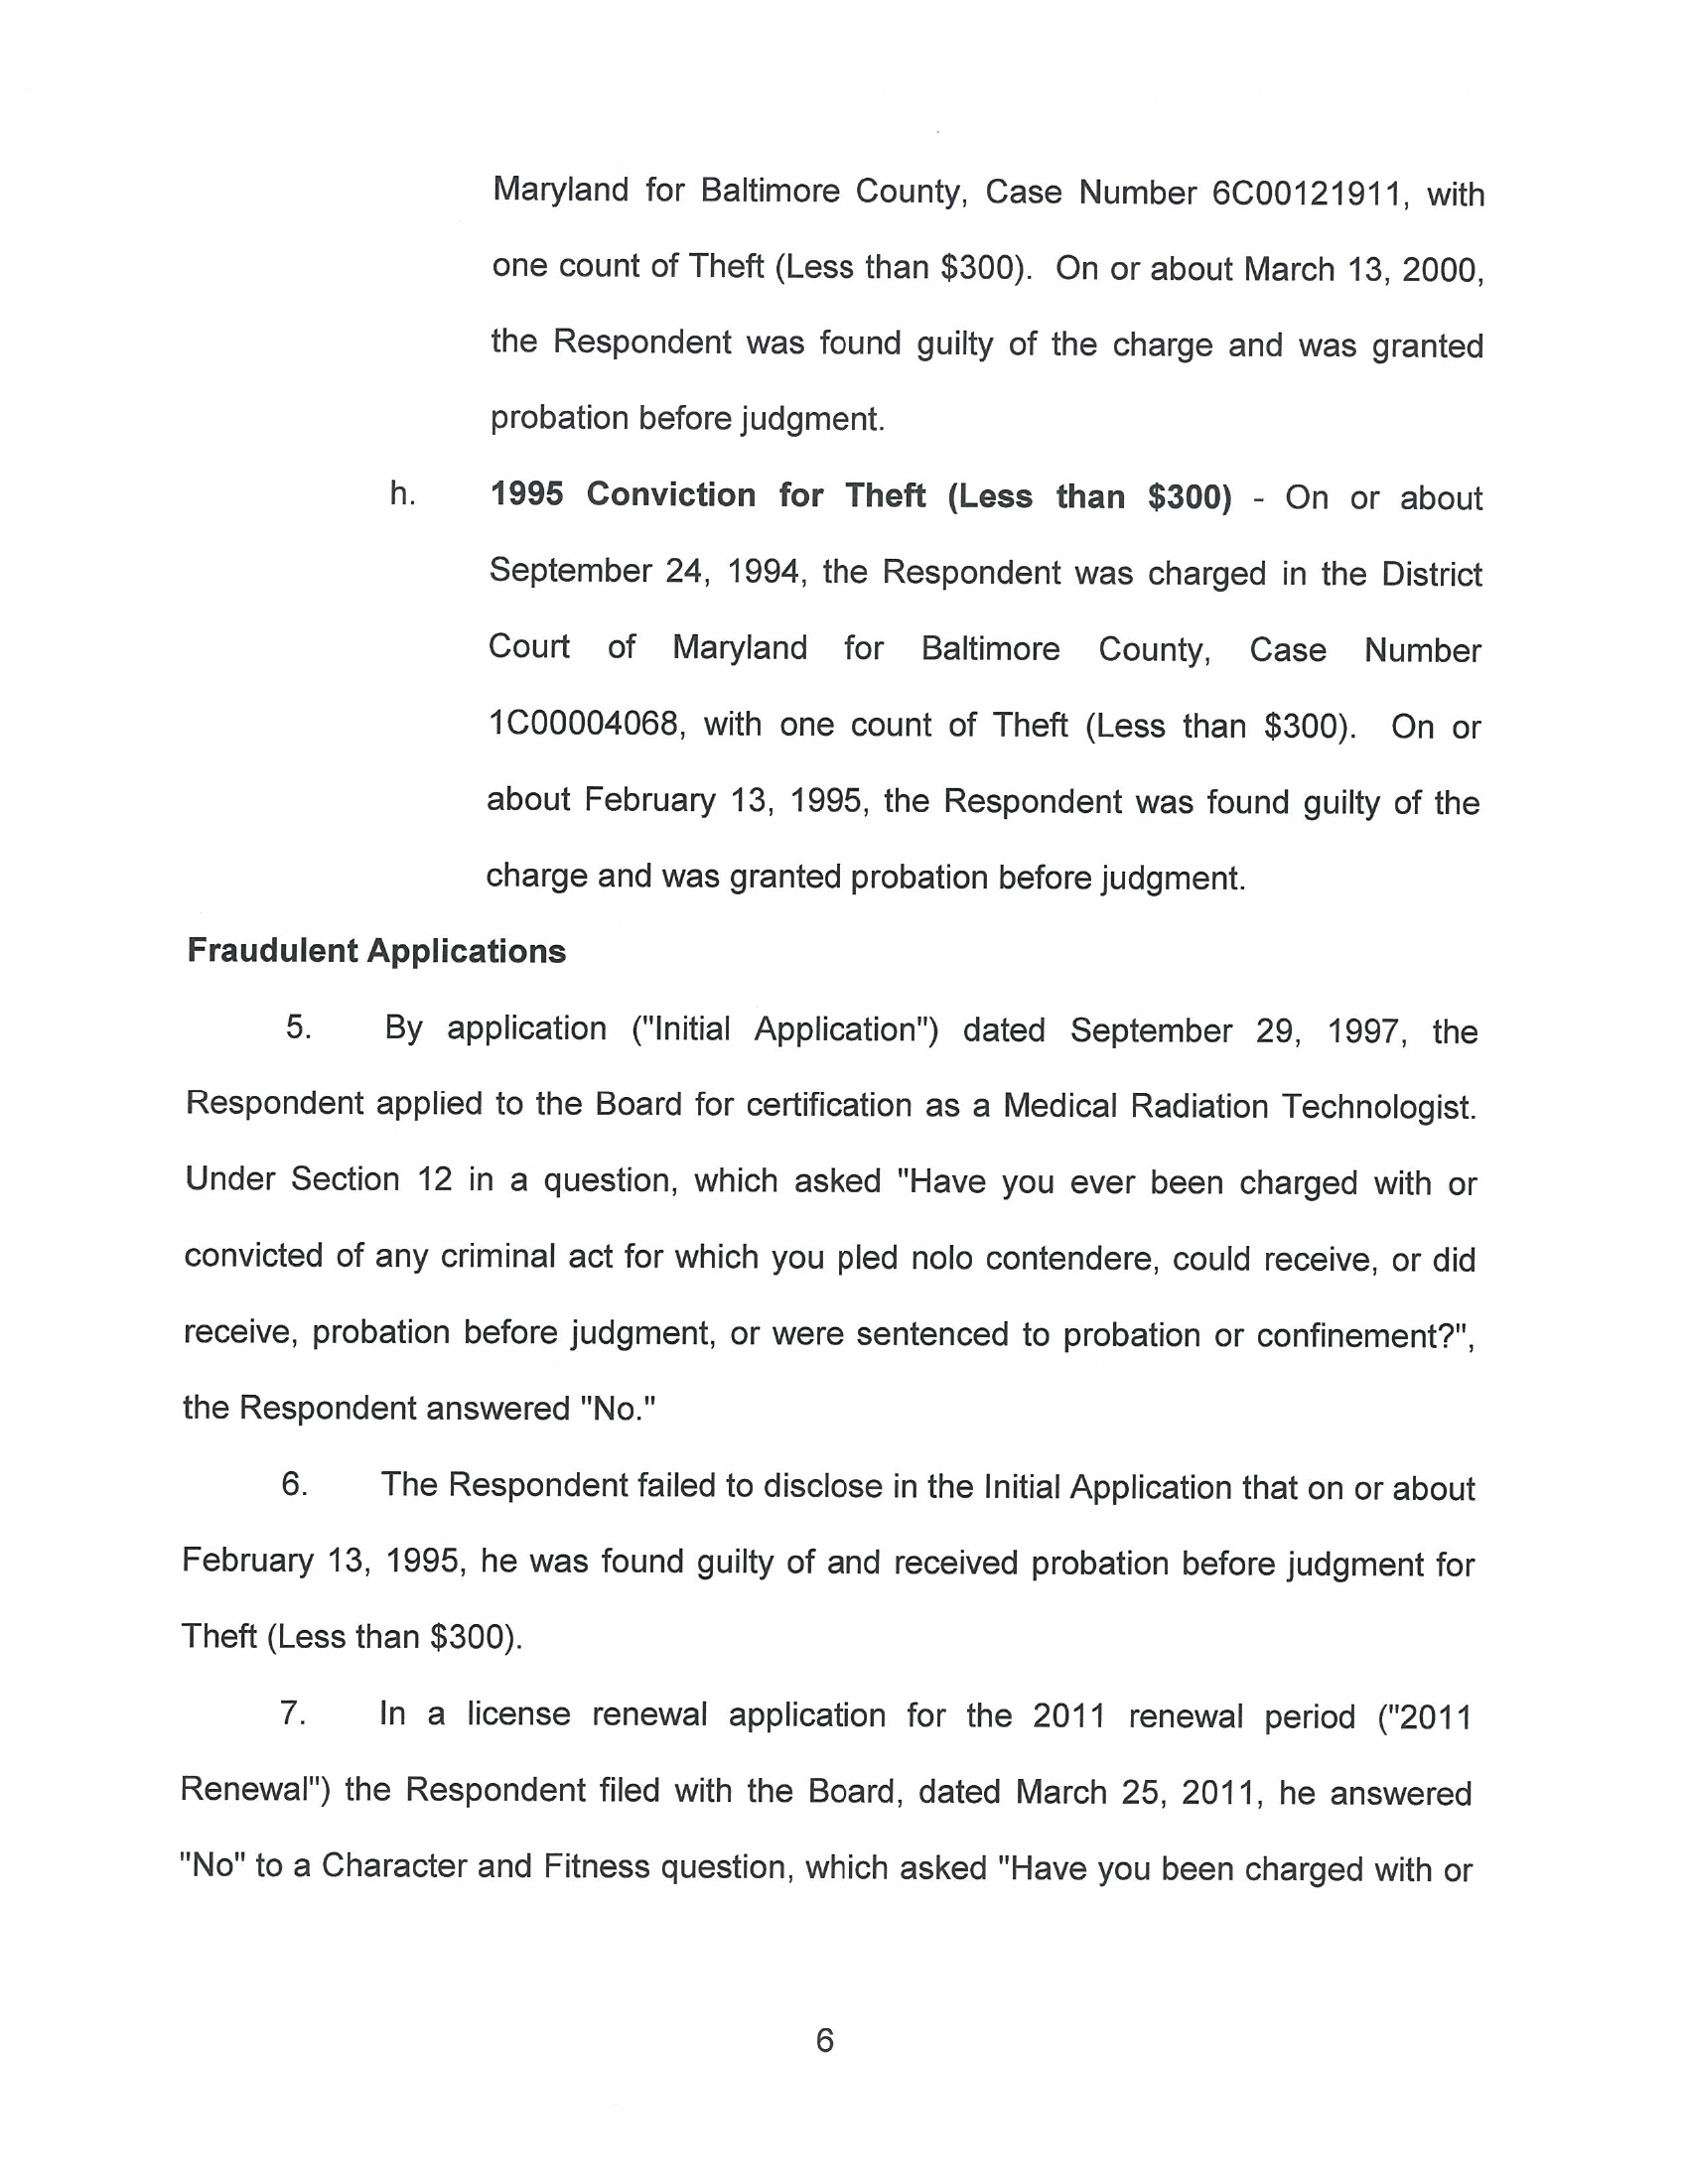 Maryland for Baltimore County, Case Number 6C00121911, with
one count of Theft (Less than $300). On or about March 13, 2000,
the Respondent was found guilty of the charge and was granted
probation before judgment.
h. 1995 Conviction for Theft (Less than $300) - On or about
September 24, 1994, the Respondent was charged in the District
Court of Maryland for Baltimore County, Case Number
1C00004068, with one count of Theft (Less than $300). On or
about February 13, 1995, the Respondent was found guilty of the
charge and was granted probation before judgment.
Fraudulent Applications
5. By application ("Initial Application") dated September 29, 1997, the
Respondent applied to the Board for certification as a Medical Radiation Technologist.
Under Section 12 in a question, which asked "Have you ever been charged with or
convicted of any criminal act for which you pled nolo contendere, could receive, or did
receive, probation before judgment, or were sentenced to probation or confinement?",
the Respondent answered "No."
6. The Respondent failed to disclose in the Initial Application that on or about
February 13, 1995, he was found guilty of and received probation before judgment for
Theft (Less than $300).
7. In a license renewal application for the 2011 renewal period ("2011
Renewal") the Respondent filed with the Board, dated March 25, 2011, he answered
"No" to a Character and Fitness question, which asked "Have you been charged with or
6